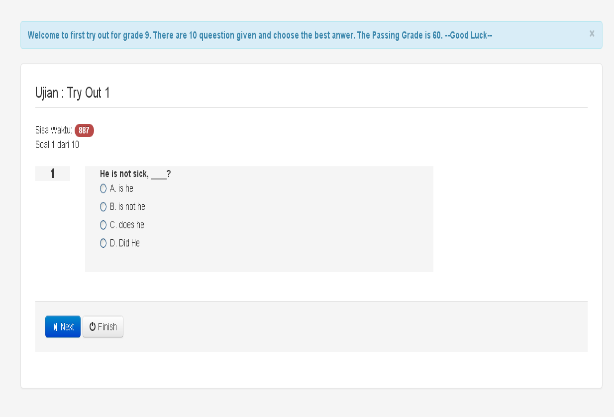 Welcome to first try out for grade 9. There are 10 queestion given and choose the best anwer. The Passing Grade is 60. --Good Luck--
x
Ujian : Try Out 1
Sisa Waktu: 887
Soal 1 dari 10
1
He is not sick, ____?
A. is he
B. is not he
C. does he
D. Did He
Next
Finish